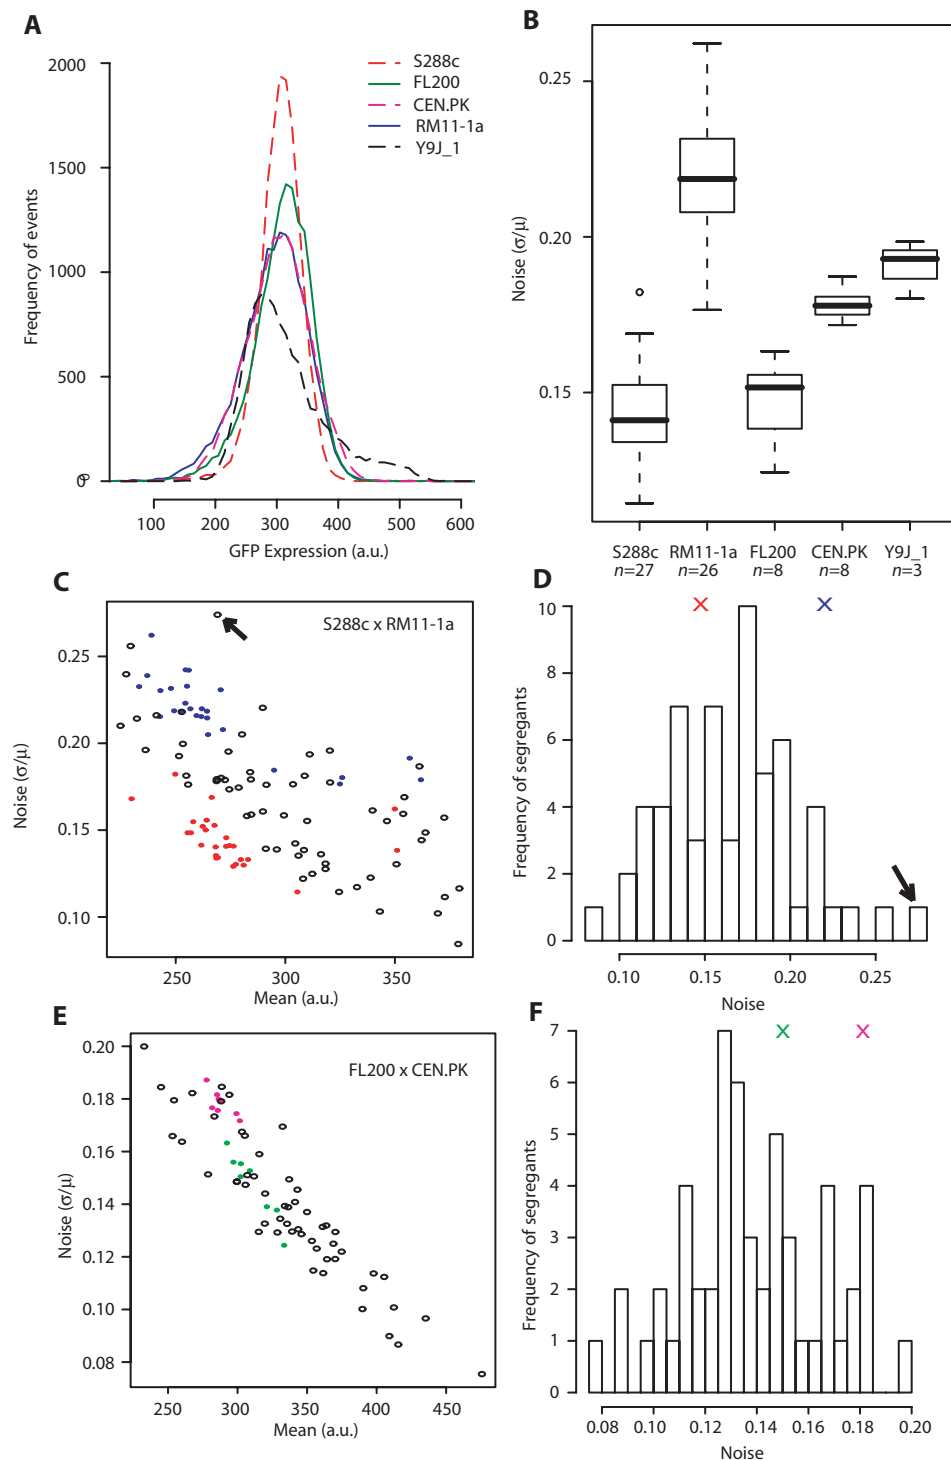 A
2000
1500
1000
500
0
Frequency of events
100 200 300 400 500 600
GFP Expression (a.u.)
S288c
FL200
CEN.PK
RM11-1a
Y9J_1
B
0.25
0.20
0.15
Noise (σ/μ)
S288c RM11-1a FL200 CEN.PK Y9J_1
n=27 n=26 n=8 n=8 n=3
C
S288c x RM11-1a
0.25
0.20
0.15
0.10
Noise (σ/μ)
250 300 350
Mean (a.u.)
D
10
8
6
4
2
0
Frequency of segregants
0.10 0.15 0.20 0.25
Noise
E
FL200 x CEN.PK
0.20
0.18
0.16
0.14
0.12
0.10
0.08
Noise (σ/μ)
250 300 350 400 450
Mean (a.u.)
F
7
6
5
4
3
2
1
0
Frequency of segregants
0.08 0.10 0.12 0.14 0.16 0.18 0.20
Noise